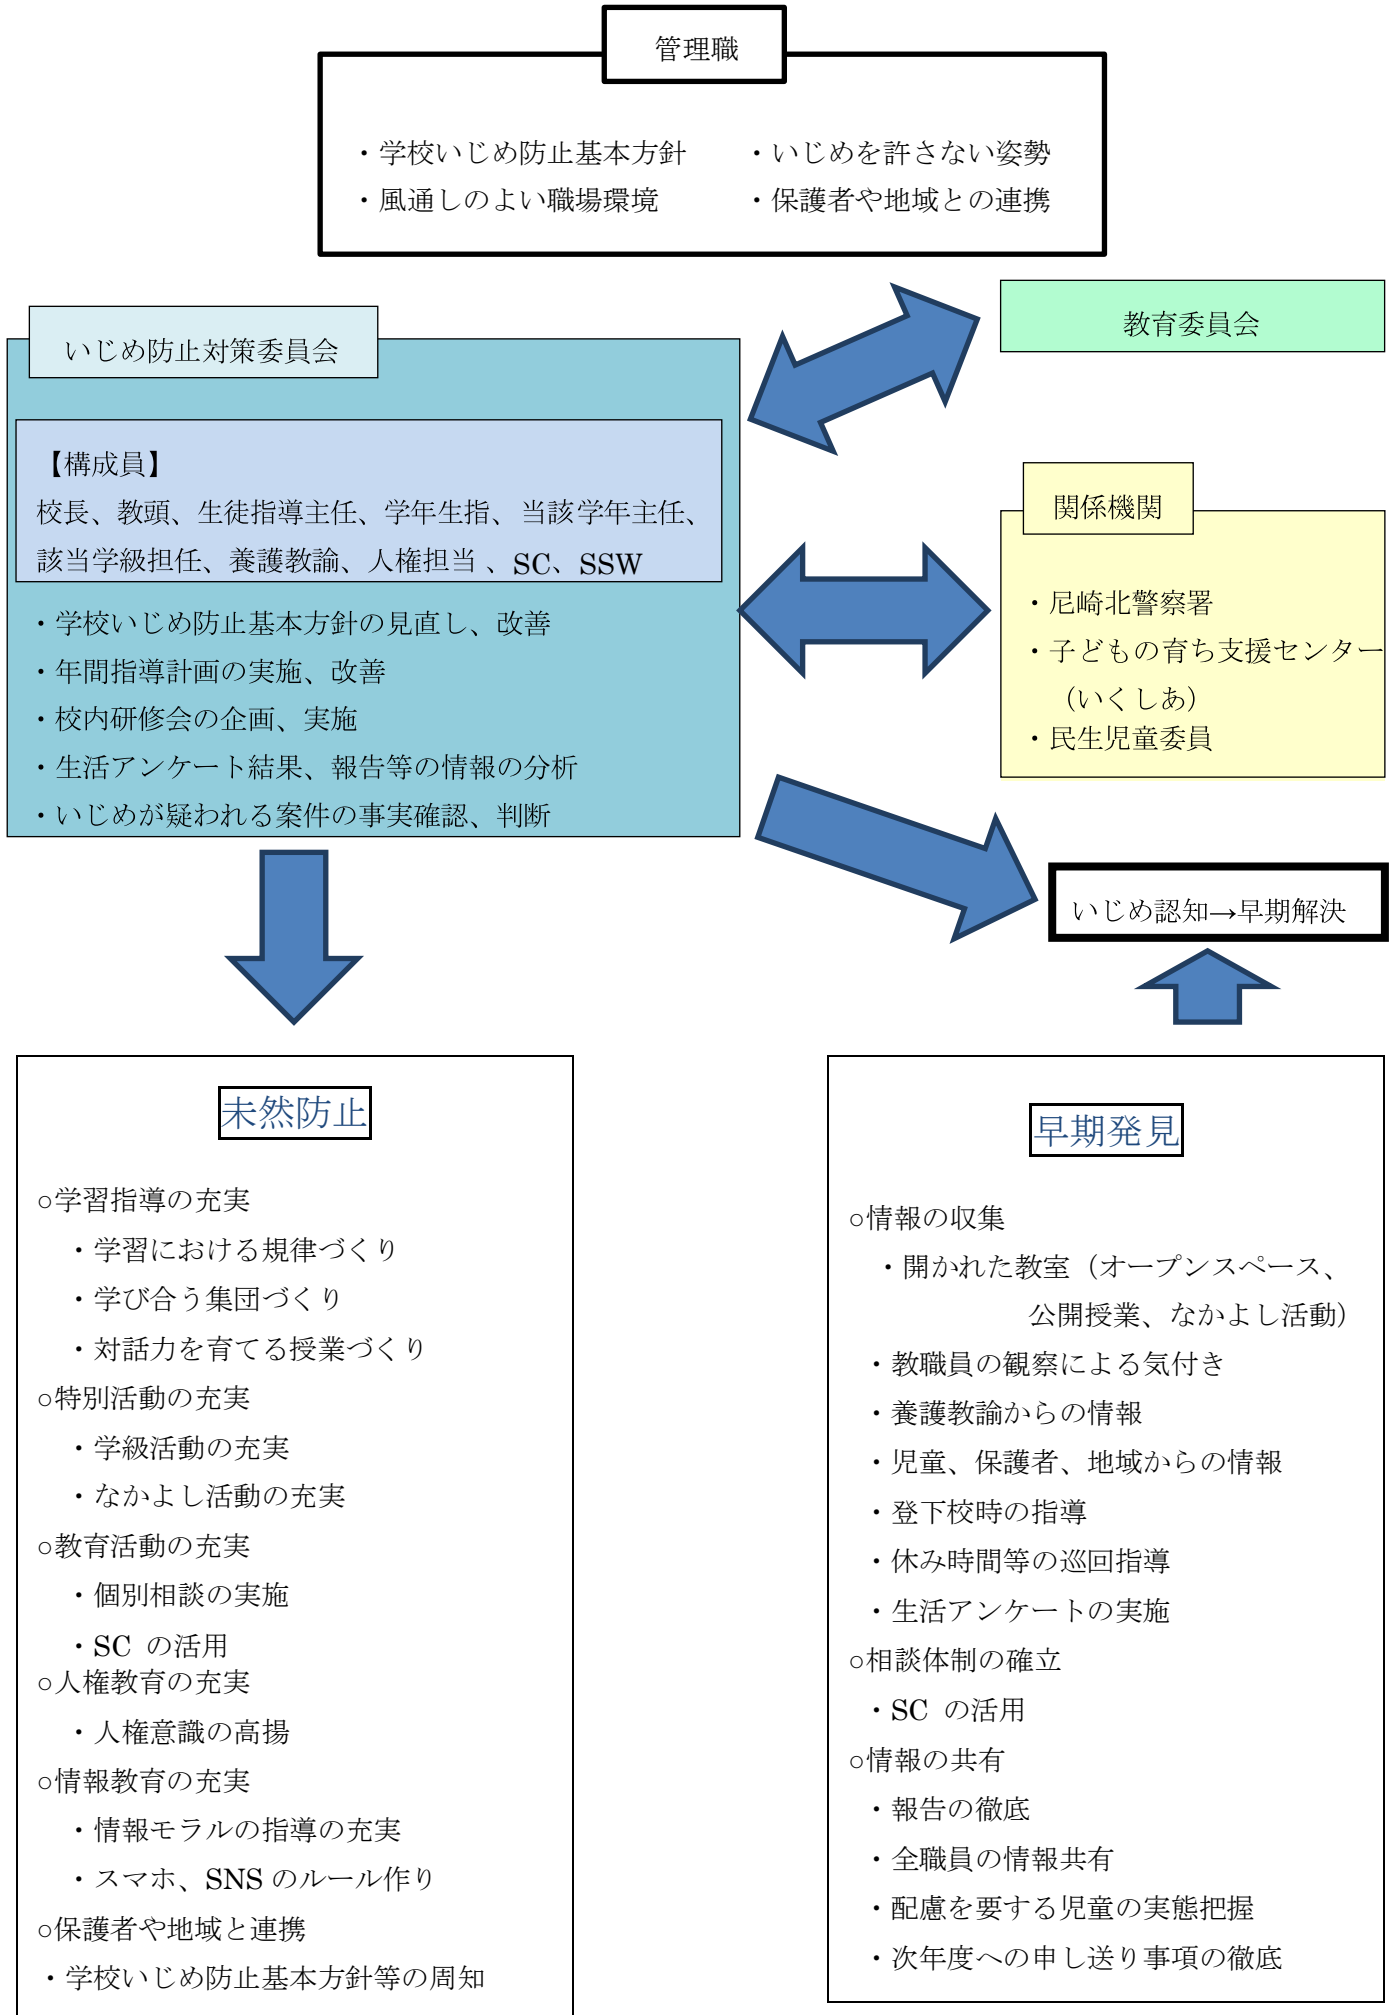 管理職
・学校いじめ防止基本方針　　・いじめを許さない姿勢
・風通しのよい職場環境　　・保護者や地域との連携
教育委員会
いじめ防止対策委員会
【構成員】
校長、教頭、生徒指導主任、学年生指、当該学年主任、
該当学級担任、養護教諭、人権担当、SC、SSW
・学校いじめ防止基本方針の見直し、改善
・年間指導計画の実施、改善
・校内研修会の企画、実施
・生活アンケート結果、報告等の情報の分析
・いじめが疑われる案件の事実確認、判断
関係機関
・尼崎北警察署
・子どもの育ち支援センター
（いくしあ）
・民生児童委員
いじめ認知→早期解決
未然防止
○学習指導の充実
・学習における規律づくり
・学び合う集団づくり
・対話力を育てる授業づくり
○特別活動の充実
・学級活動の充実
・なかよし活動の充実
○教育活動の充実
・個別相談の実施
・SC の活用
○人権教育の充実
・人権意識の高揚
○情報教育の充実
・情報モラルの指導の充実
・スマホ、SNS のルール作り
○保護者や地域と連携
・学校いじめ防止基本方針等の周知
早期発見
○情報の収集
・開かれた教室（オープンスペース、
公開授業、なかよし活動）
・教職員の観察による気付き
・養護教諭からの情報
・児童、保護者、地域からの情報
・登下校時の指導
・休み時間等の巡回指導
・生活アンケートの実施
○相談体制の確立
・SC の活用
○情報の共有
・報告の徹底
・全職員の情報共有
・配慮を要する児童の実態把握
・次年度への申し送り事項の徹底